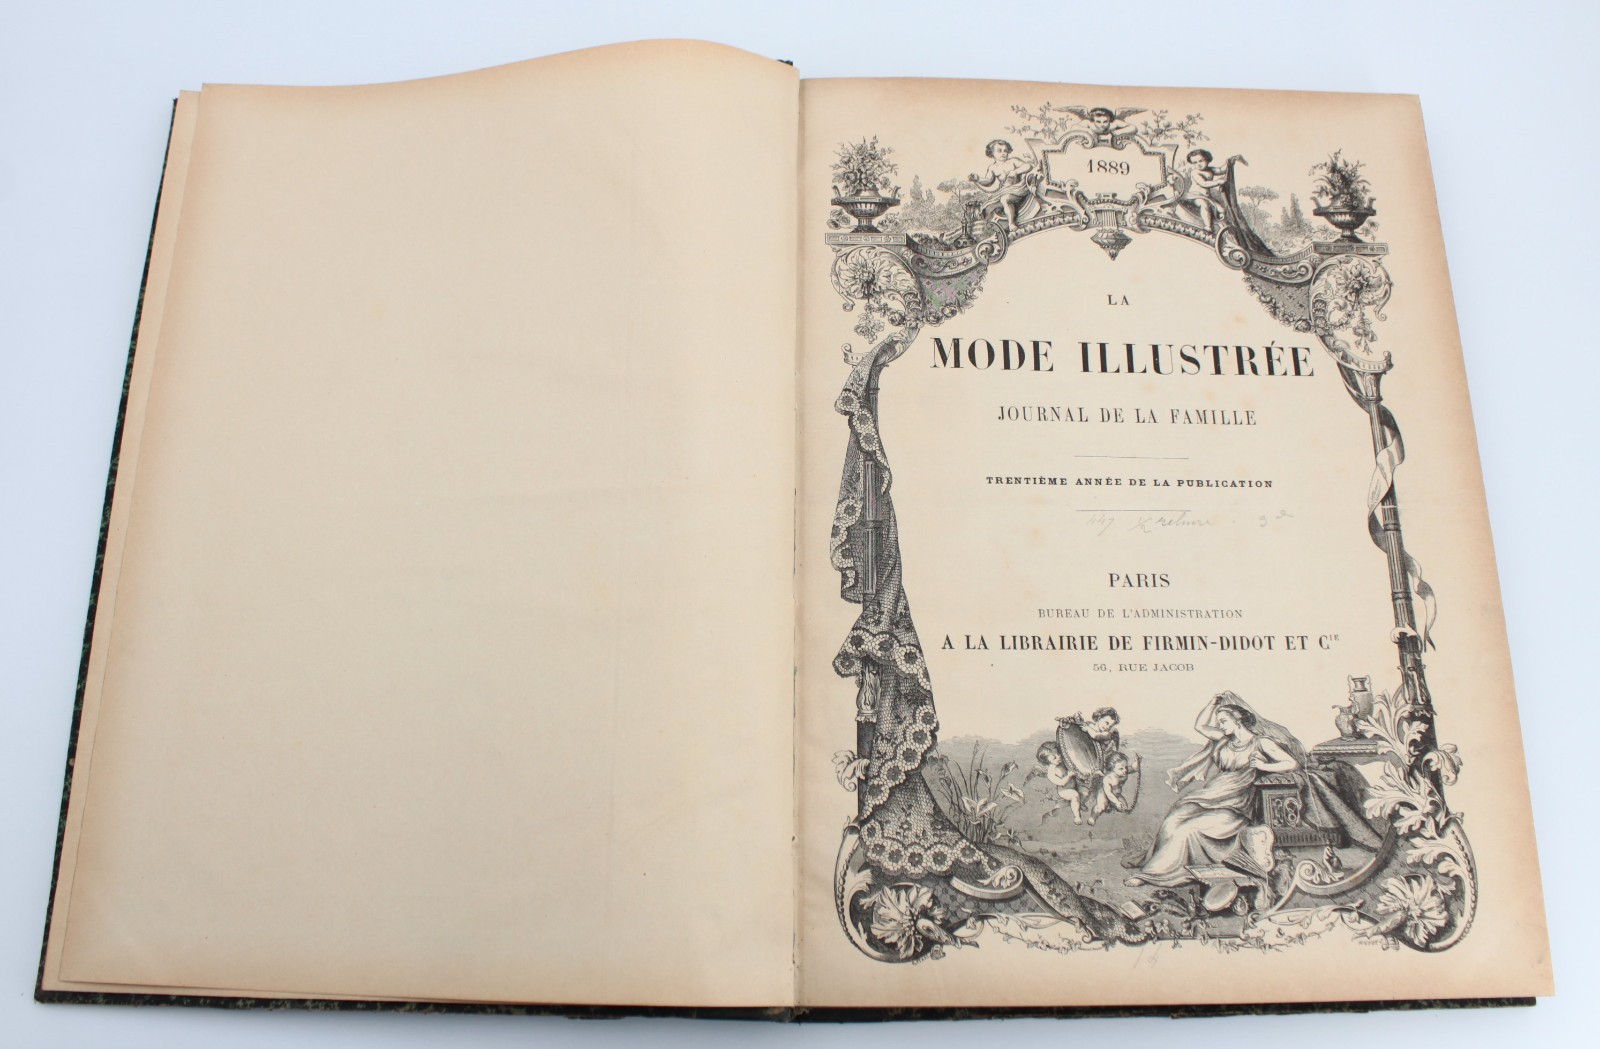 1889
LA
MODE ILLUSTRÉE
JOURNAL DE LA FAMILLE
TRENTIÈME ANNÉE DE LA PUBLICATION
PARIS
BUREAU DE L'ADMINISTRATION
A LA LIBRAIRIE DE FIRMIN-DIDOT ET CIE
56, RUE JACOB